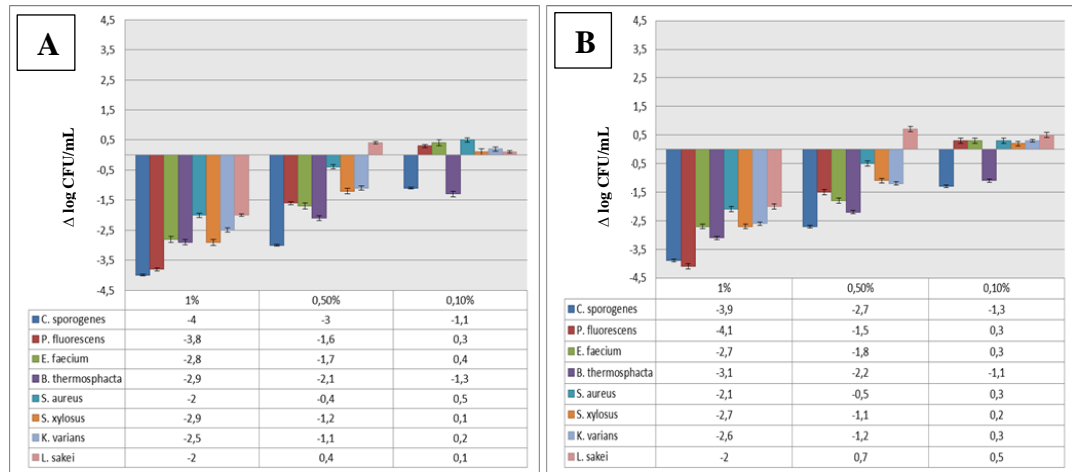 A
4,5
3,5
2,5
1,5
0,5
-0,5
-1,5
-2,5
-3,5
-4,5
Δ log CFU/mL
1% 0,50% 0,10%
C. sporogenes -4 -3 -1,1
P. fluorescens -3,8 -1,6 0,3
E. faecium -2,8 -1,7 0,4
B. thermosphacta -2,9 -2,1 -1,3
S. aureus -2 -0,4 0,5
S. xylosus -2,9 -1,2 0,1
K. varians -2,5 -1,1 0,2
L. sakei -2 0,4 0,1
B
4,5
3,5
2,5
1,5
0,5
-0,5
-1,5
-2,5
-3,5
-4,5
Δ log CFU/mL
1% 0,50% 0,10%
C. sporogenes -3,9 -2,7 -1,3
P. fluorescens -4,1 -1,5 0,3
E. faecium -2,7 -1,8 0,3
B. thermosphacta -3,1 -2,2 -1,1
S. aureus -2,1 -0,5 0,3
S. xylosus -2,7 -1,1 0,2
K. varians -2,6 -1,2 0,3
L. sakei -2 0,7 0,5